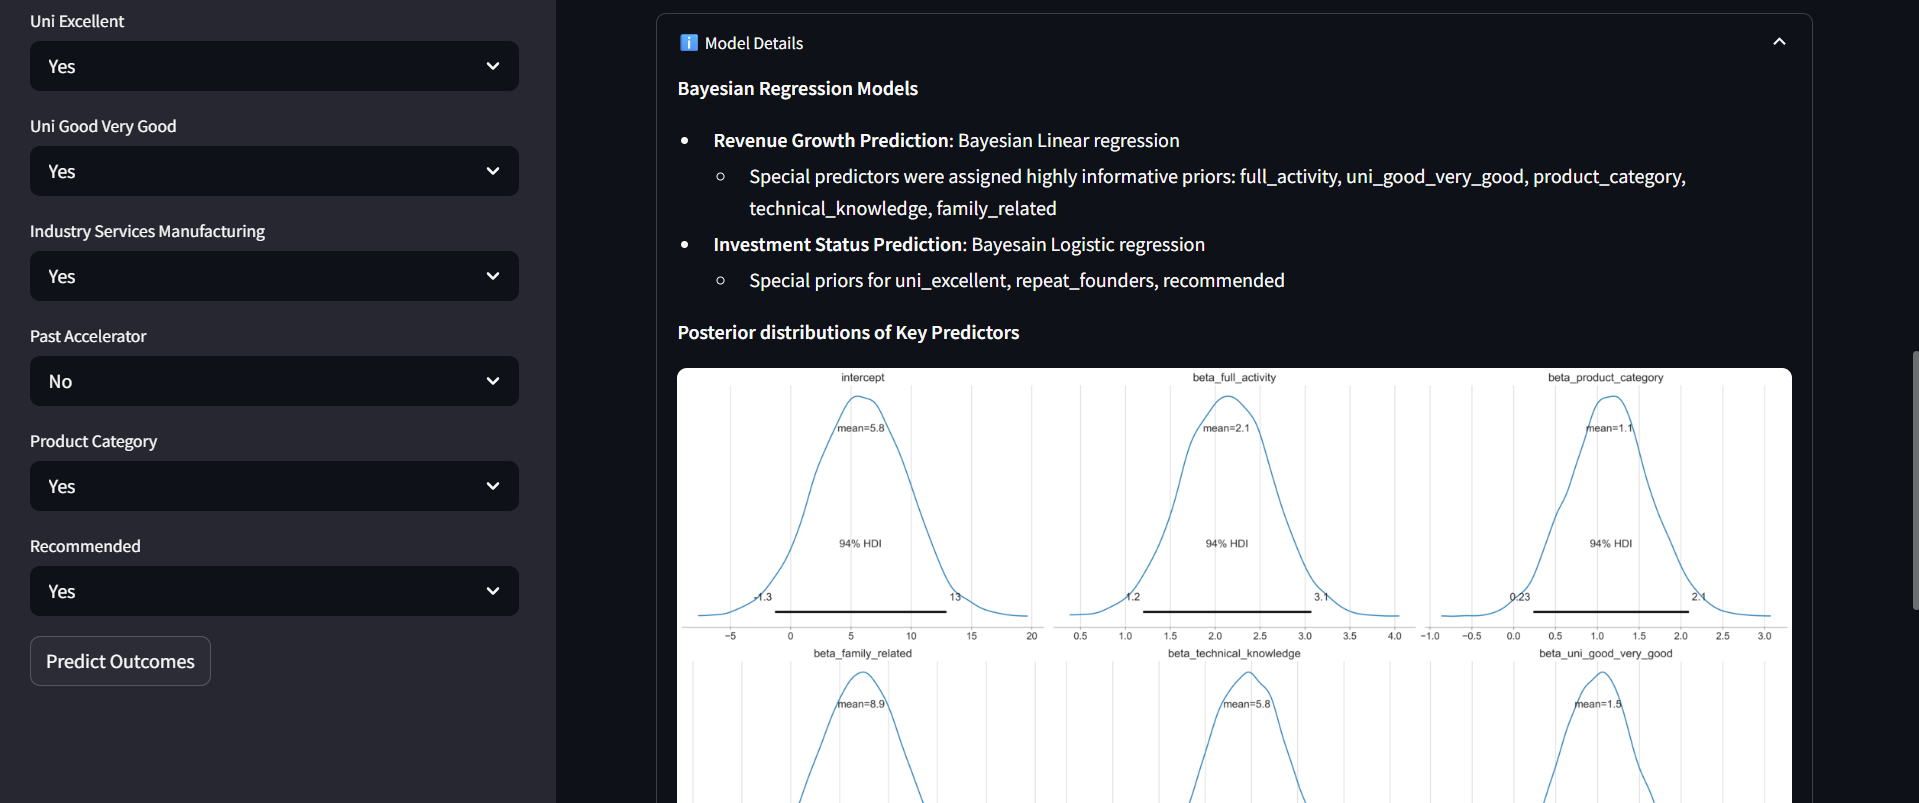 Uni Excellent
Yes
Uni Good Very Good
Yes
Industry Services Manufacturing
Yes
Past Accelerator
No
Product Category
Yes
Recommended
Yes
Predict Outcomes
Model Details
Bayesian Regression Models
• Revenue Growth Prediction: Bayesian Linear regression
○ Special predictors were assigned highly informative priors: full_activity, uni_good_very_good, product_category,
technical_knowledge, family_related
• Investment Status Prediction: Bayesain Logistic regression
○ Special priors for uni_excellent, repeat_founders, recommended
Posterior distributions of Key Predictors
intercept
mean=5.8
94% HDI
-1.3 13
−5 0 5 10 15 20
beta_full_activity
mean=2.1
94% HDI
1.2 3.1
0.5 1.0 1.5 2.0 2.5 3.0 3.5 4.0
beta_product_category
mean=1.1
94% HDI
0.23 2.1
−1.0 −0.5 0.0 0.5 1.0 1.5 2.0 2.5 3.0
beta_family_related
mean=8.9
beta_technical_knowledge
mean=5.8
beta_uni_good_very_good
mean=1.5